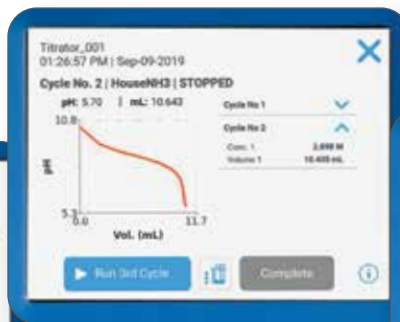 Titrator_001
01:26:57 PM | Sep-09-2019
Cycle No. 2 | HouseNH3 | STOPPED
pH: 5.70 | mL: 10.643
Cycle No 1
Cycle No 2
Conc. 1
Volume 1 mL
10.8
pH
5.3
0.0
11.7
Vol. (mL)
Run 3rd Cycle
Complete